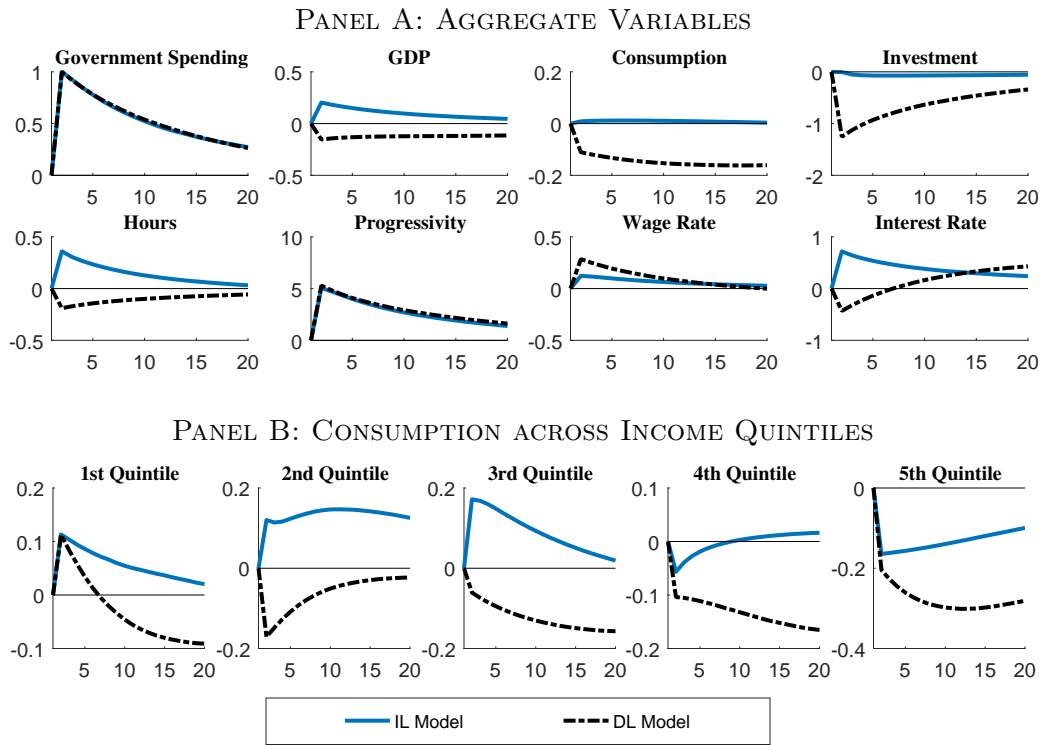 PANEL A: AGGREGATE VARIABLES
Government Spending GDP Consumption Investment
1 0.5 0.2 0
0.5 0 0 -1
0 -0.5 -0.2 -2
5 10 15 20 5 10 15 20 5 10 15 20 5 10 15 20
Hours Progressivity Wage Rate Interest Rate
0.5 10 0.5 1
0 5 0 0
-0.5 0 -0.5 -1
5 10 15 20 5 10 15 20 5 10 15 20 5 10 15 20
PANEL B: CONSUMPTION ACROSS INCOME QUINTILES
1st Quintile 2nd Quintile 3rd Quintile 4th Quintile 5th Quintile
0.2 0.2 0.2 0.1 0
0.1 0 0 0 -0.2
0 -0.2 -0.2 -0.1 -0.4
-0.1 -0.2
5 10 15 20 5 10 15 20 5 10 15 20 5 10 15 20 5 10 15 20
IL Model DL Model